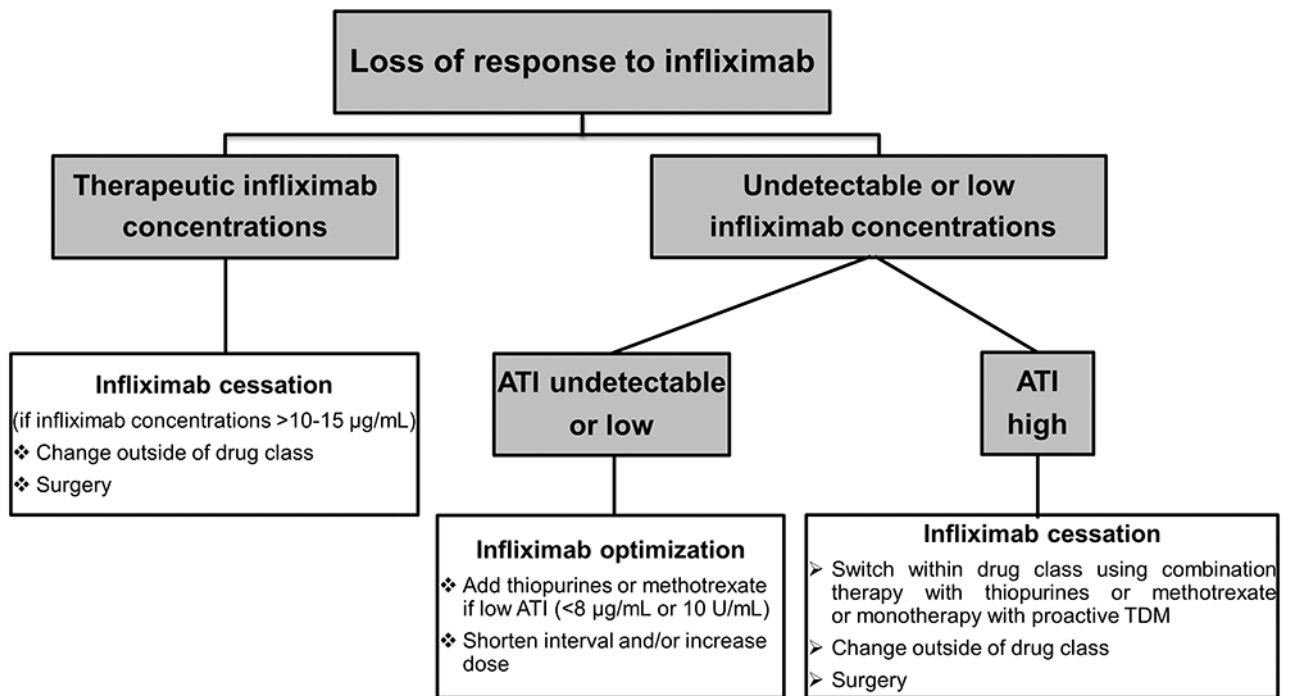 Loss of response to infliximab
Therapeutic infliximab
concentrations
Undetectable or low
infliximab concentrations
Infliximab cessation
(if infliximab concentrations >10-15 µg/mL)
❖ Change outside of drug class
❖ Surgery
ATI undetectable
or low
ATI
high
Infliximab optimization
❖ Add thiopurines or methotrexate
if low ATI (<8 µg/mL or 10 U/mL)
❖ Shorten interval and/or increase
dose
Infliximab cessation
➢ Switch within drug class using combination
therapy with thiopurines or methotrexate
or monotherapy with proactive TDM
➢ Change outside of drug class
➢ Surgery